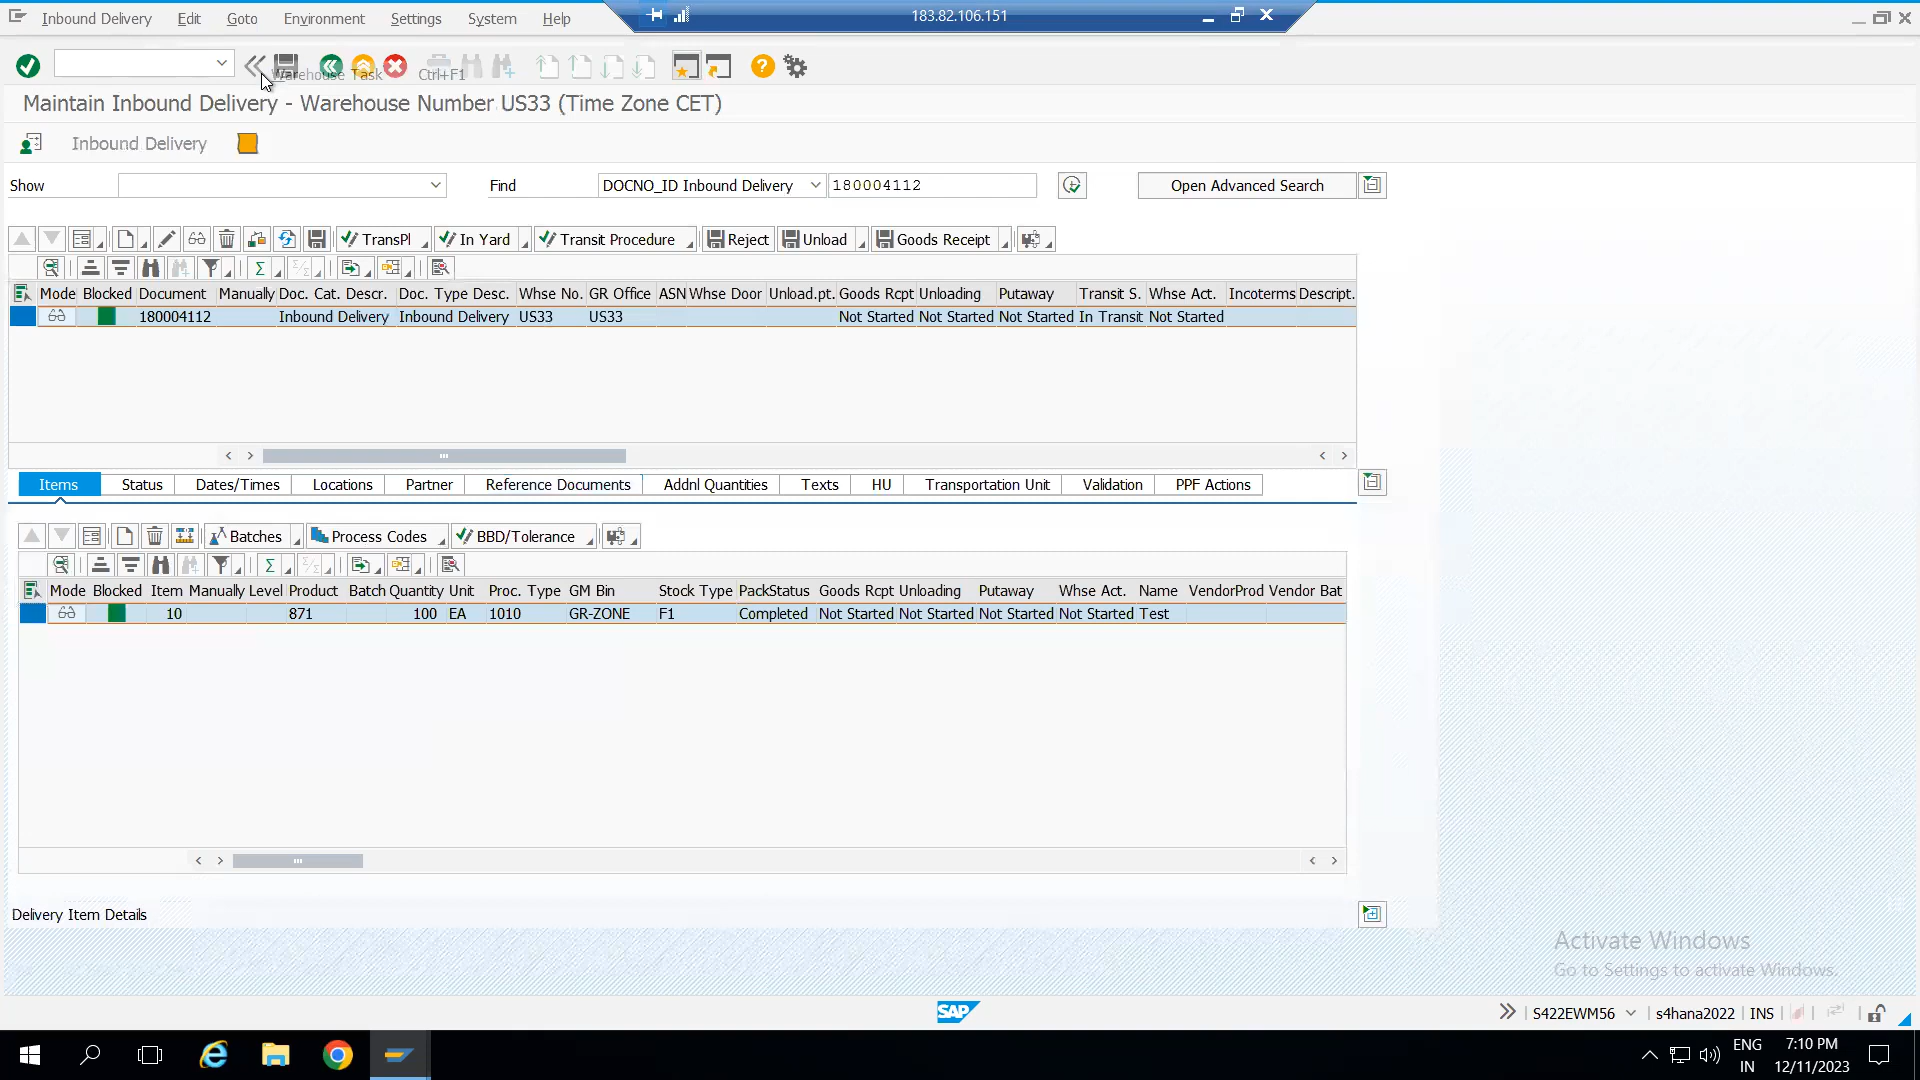 Inbound Delivery Edit Goto Environment Settings System Help 183.82.106.151
Warehouse Task Ctrl+F1
Maintain Inbound Delivery - Warehouse Number US33 (Time Zone CET)
Inbound Delivery
Show Find DOCNO_ID Inbound Delivery 180004112 Open Advanced Search
TransPl In Yard Transit Procedure Reject Unload Goods Receipt
Mode Blocked Document Manually Doc. Cat. Descr. Doc. Type Desc. Whse No. GR Office ASN Whse Door Unload.pt. Goods Rcpt Unloading Putaway Transit S. Whse Act. Incoterms Descript.
180004112 Inbound Delivery Inbound Delivery US33 US33 Not Started Not Started Not Started In Transit Not Started
Items Status Dates/Times Locations Partner Reference Documents Addnl Quantities Texts HU Transportation Unit Validation PPF Actions
Batches Process Codes BBD/Tolerance
Mode Blocked Item Manually Level Product Batch Quantity Unit Proc. Type GM Bin Stock Type PackStatus Goods Rcpt Unloading Putaway Whse Act. Name VendorProd Vendor Bat
10 871 100 EA 1010 GR-ZONE F1 Completed Not Started Not Started Not Started Not Started Test
Delivery Item Details
Activate Windows
Go to Settings to activate Windows.
SAP S422EWM56 s4hana2022 INS
ENG 7:10 PM
IN 12/11/2023